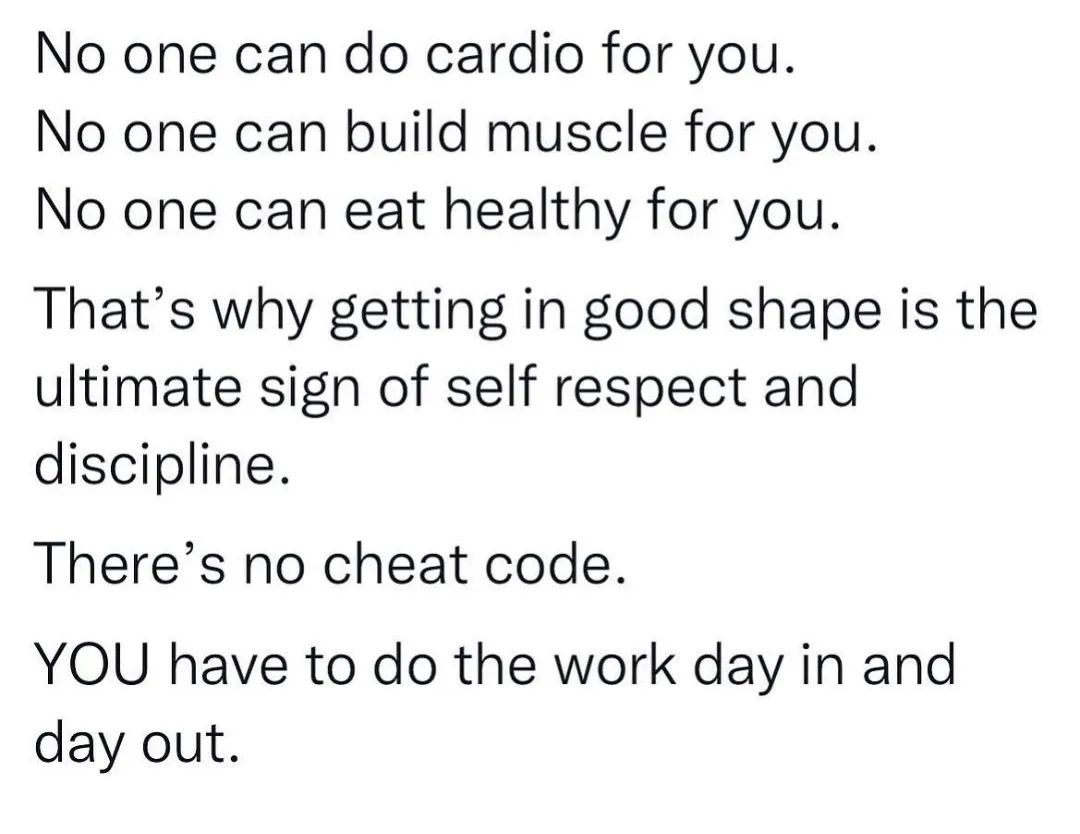 No one can do cardio for you.
No one can build muscle for you.
No one can eat healthy for you.
That’s why getting in good shape is the
ultimate sign of self respect and
discipline.
There’s no cheat code.
YOU have to do the work day in and
day out.